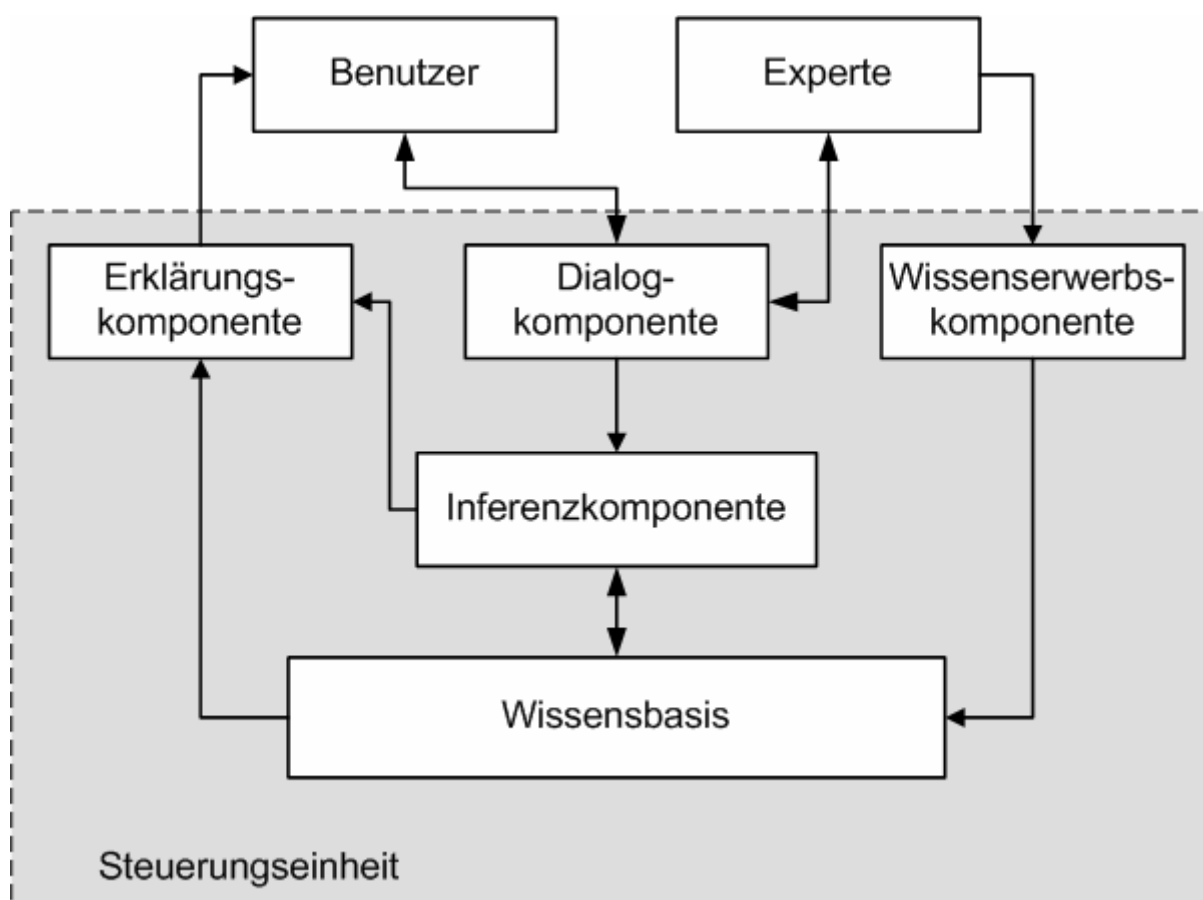 Benutzer
Experte
Erklärungs-
komponente
Dialog-
komponente
Wissenserwerbs-
komponente
Inferenzkomponente
Wissensbasis
Steuerungseinheit